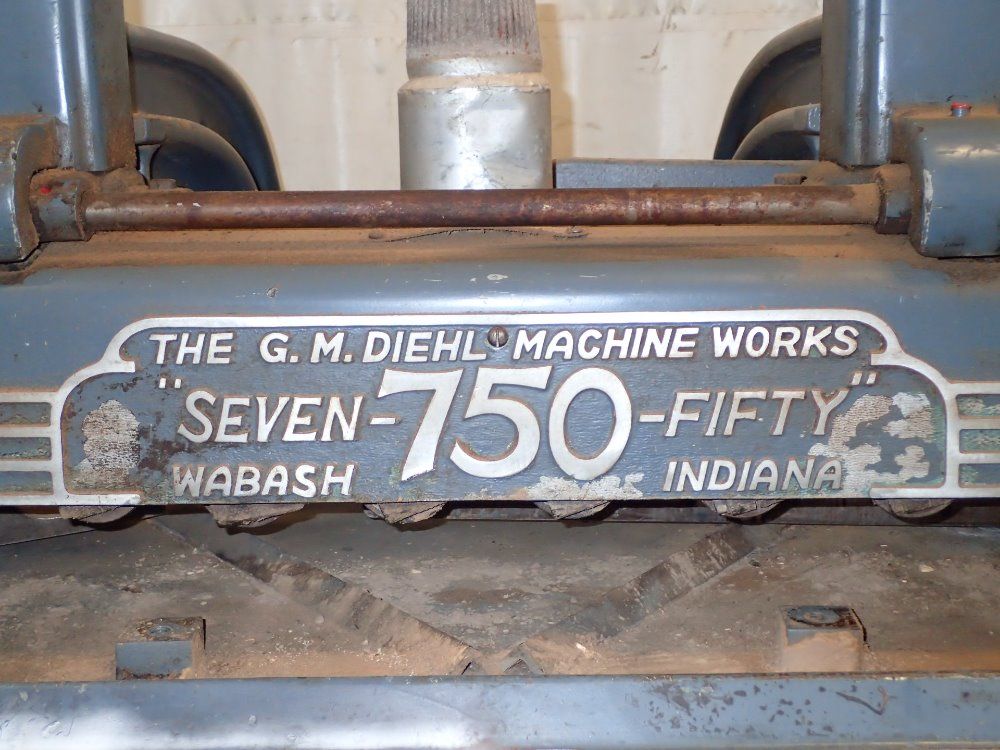 THE G. M. DIEHL MACHINE WORKS
"SEVEN-750-FIFTY"
WABASH INDIANA